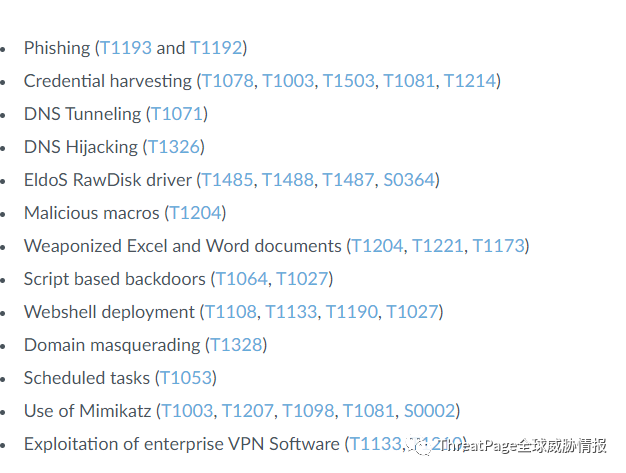 • Phishing (T1193 and T1192)
• Credential harvesting (T1078, T1003, T1503, T1081, T1214)
• DNS Tunneling (T1071)
• DNS Hijacking (T1326)
• EldoS RawDisk driver (T1485, T1488, T1487, S0364)
• Malicious macros (T1204)
• Weaponized Excel and Word documents (T1204, T1221, T1173)
• Script based backdoors (T1064, T1027)
• Webshell deployment (T1108, T1133, T1190, T1027)
• Domain masquerading (T1328)
• Scheduled tasks (T1053)
• Use of Mimikatz (T1003, T1207, T1098, T1081, S0002)
• Exploitation of enterprise VPN Software (T1133, ThreatPage全球威胁情报